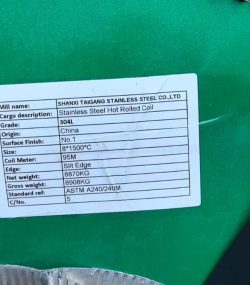 Mill name: SHANXI TAIGANG STAINLESS STEEL CO.,LTD
Cargo description: Stainless Steel Hot Rolled Coil
Grade: 304L
Origin: China
Surface Finish: No.1
Size: 8*1500*C
Coil Meter: 95M
Edge: Slit Edge
Net weight: 8870KG
Gross weight: 8908KG
Standard ref: ASTM A240/240M
C/No. 5